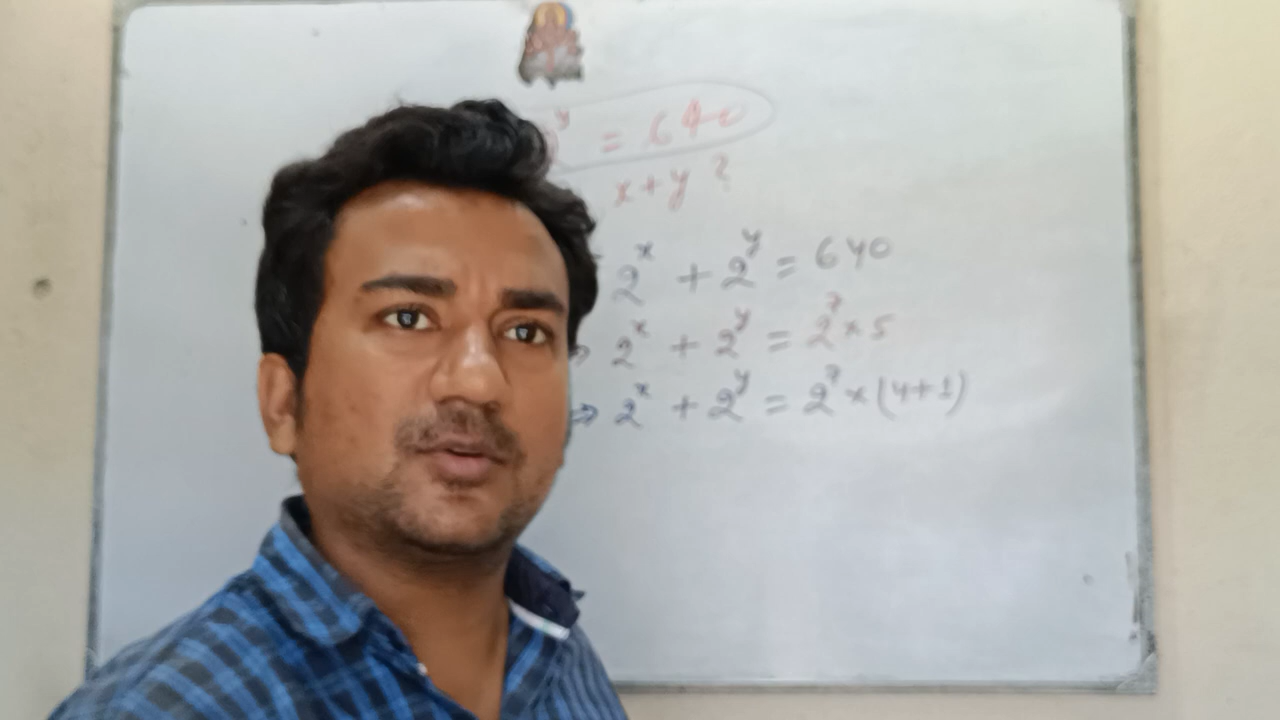 y = 640
x + y ?
2^x + 2^y = 640
⇒ 2^x + 2^y = 2^7 × 5
⇒ 2^x + 2^y = 2^7 × (4+1)